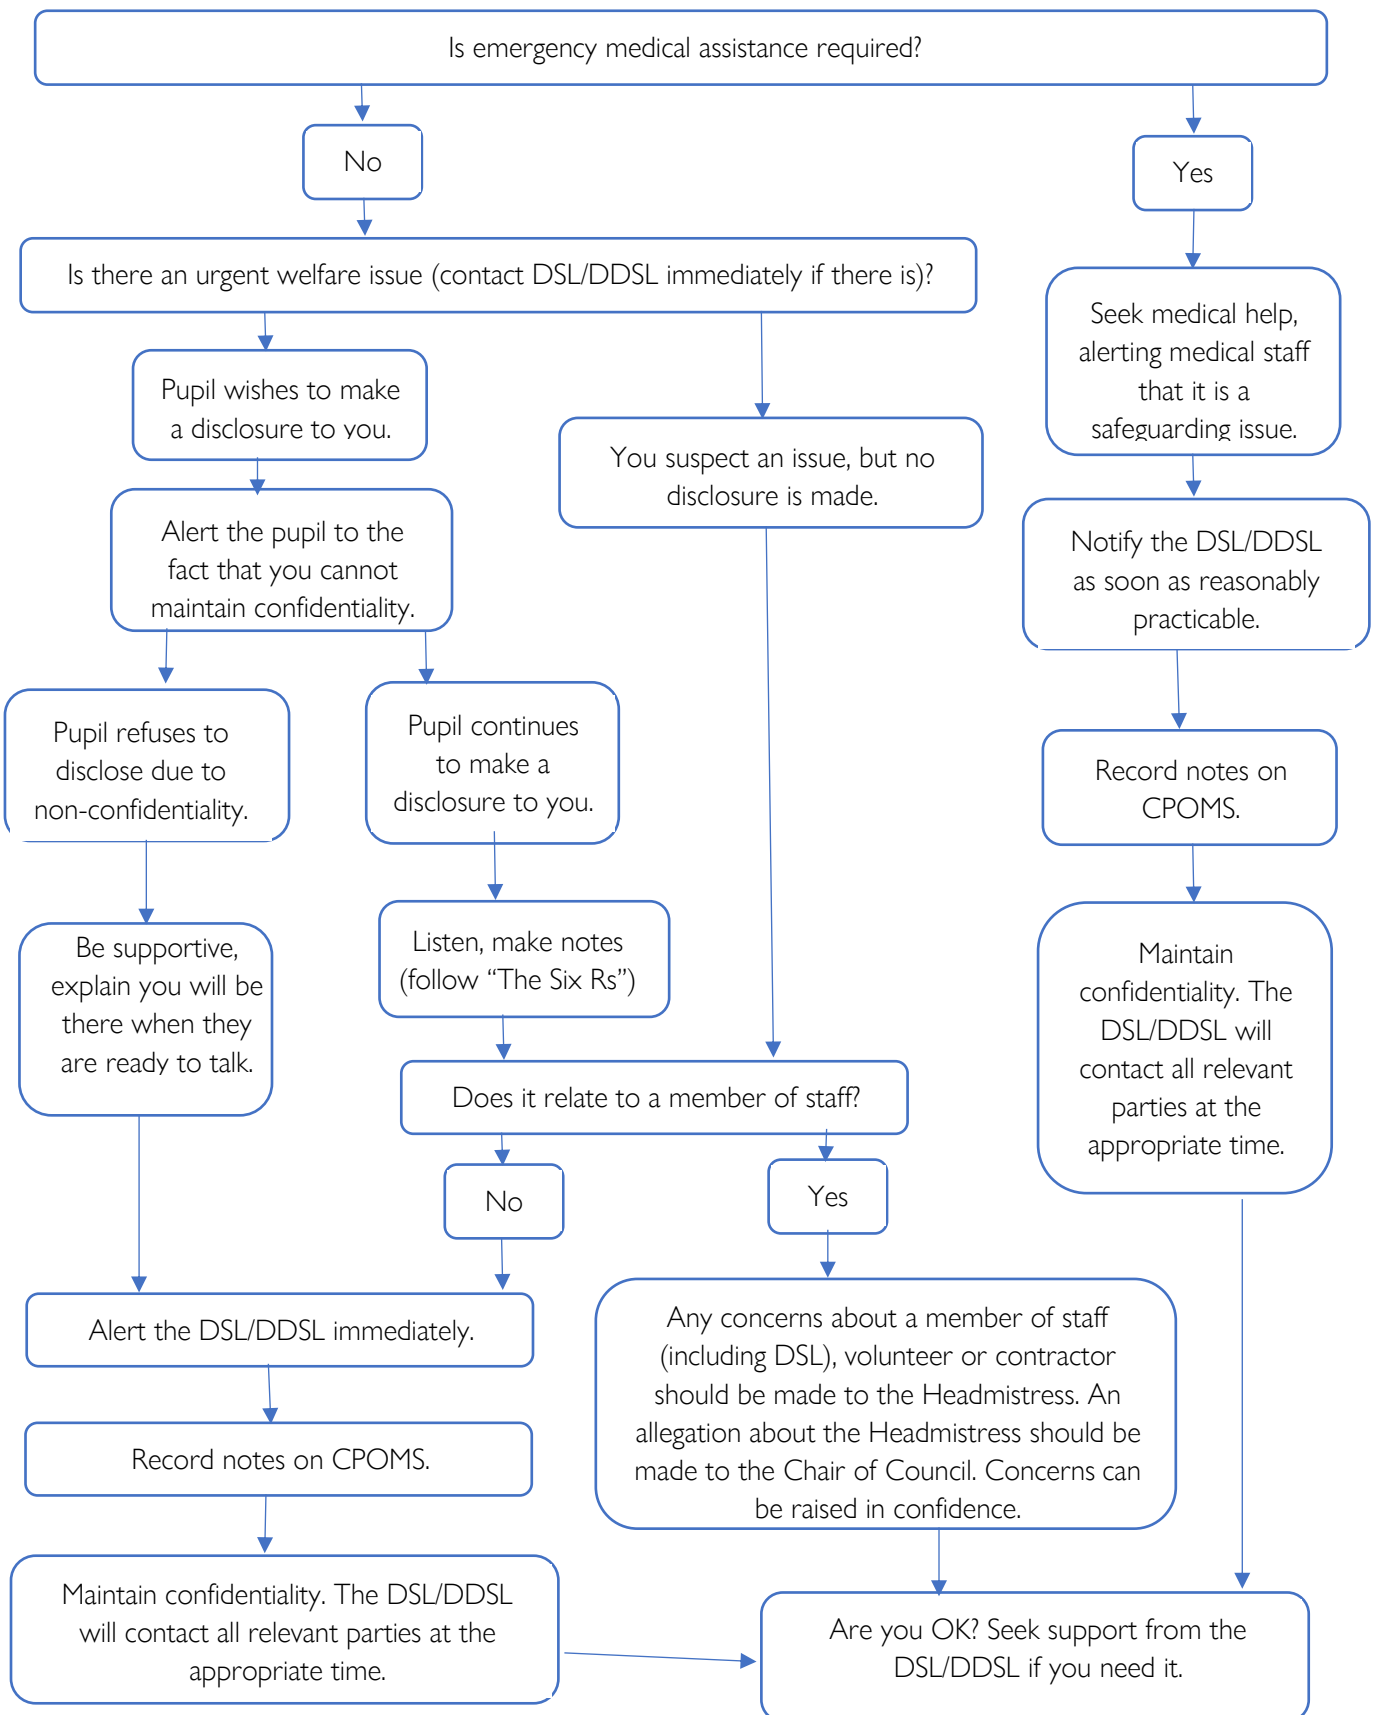 Is emergency medical assistance required?
No
Yes
Is there an urgent welfare issue (contact DSL/DDSL immediately if there is)?
Seek medical help,
alerting medical staff
that it is a
safeguarding issue.
Pupil wishes to make
a disclosure to you.
You suspect an issue, but no
disclosure is made.
Alert the pupil to the
fact that you cannot
maintain confidentiality.
Notify the DSL/DDSL
as soon as reasonably
practicable.
Pupil refuses to
disclose due to
non-confidentiality.
Pupil continues
to make a
disclosure to you.
Record notes on
CPOMS.
Be supportive,
explain you will be
there when they
are ready to talk.
Listen, make notes
(follow “The Six Rs”)
Maintain
confidentiality. The
DSL/DDSL will
contact all relevant
parties at the
appropriate time.
Does it relate to a member of staff?
No
Yes
Alert the DSL/DDSL immediately.
Any concerns about a member of staff
(including DSL), volunteer or contractor
should be made to the Headmistress. An
allegation about the Headmistress should be
made to the Chair of Council. Concerns can
be raised in confidence.
Record notes on CPOMS.
Maintain confidentiality. The DSL/DDSL
will contact all relevant parties at the
appropriate time.
Are you OK? Seek support from the
DSL/DDSL if you need it.